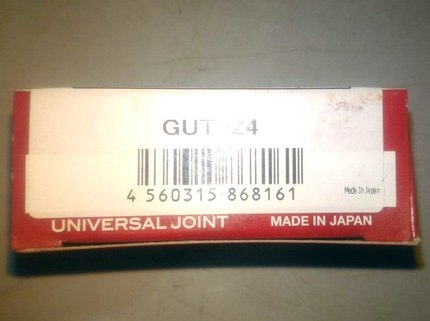 GUT-24
4 560315 868161
Made In Japan
UNIVERSAL JOINT MADE IN JAPAN